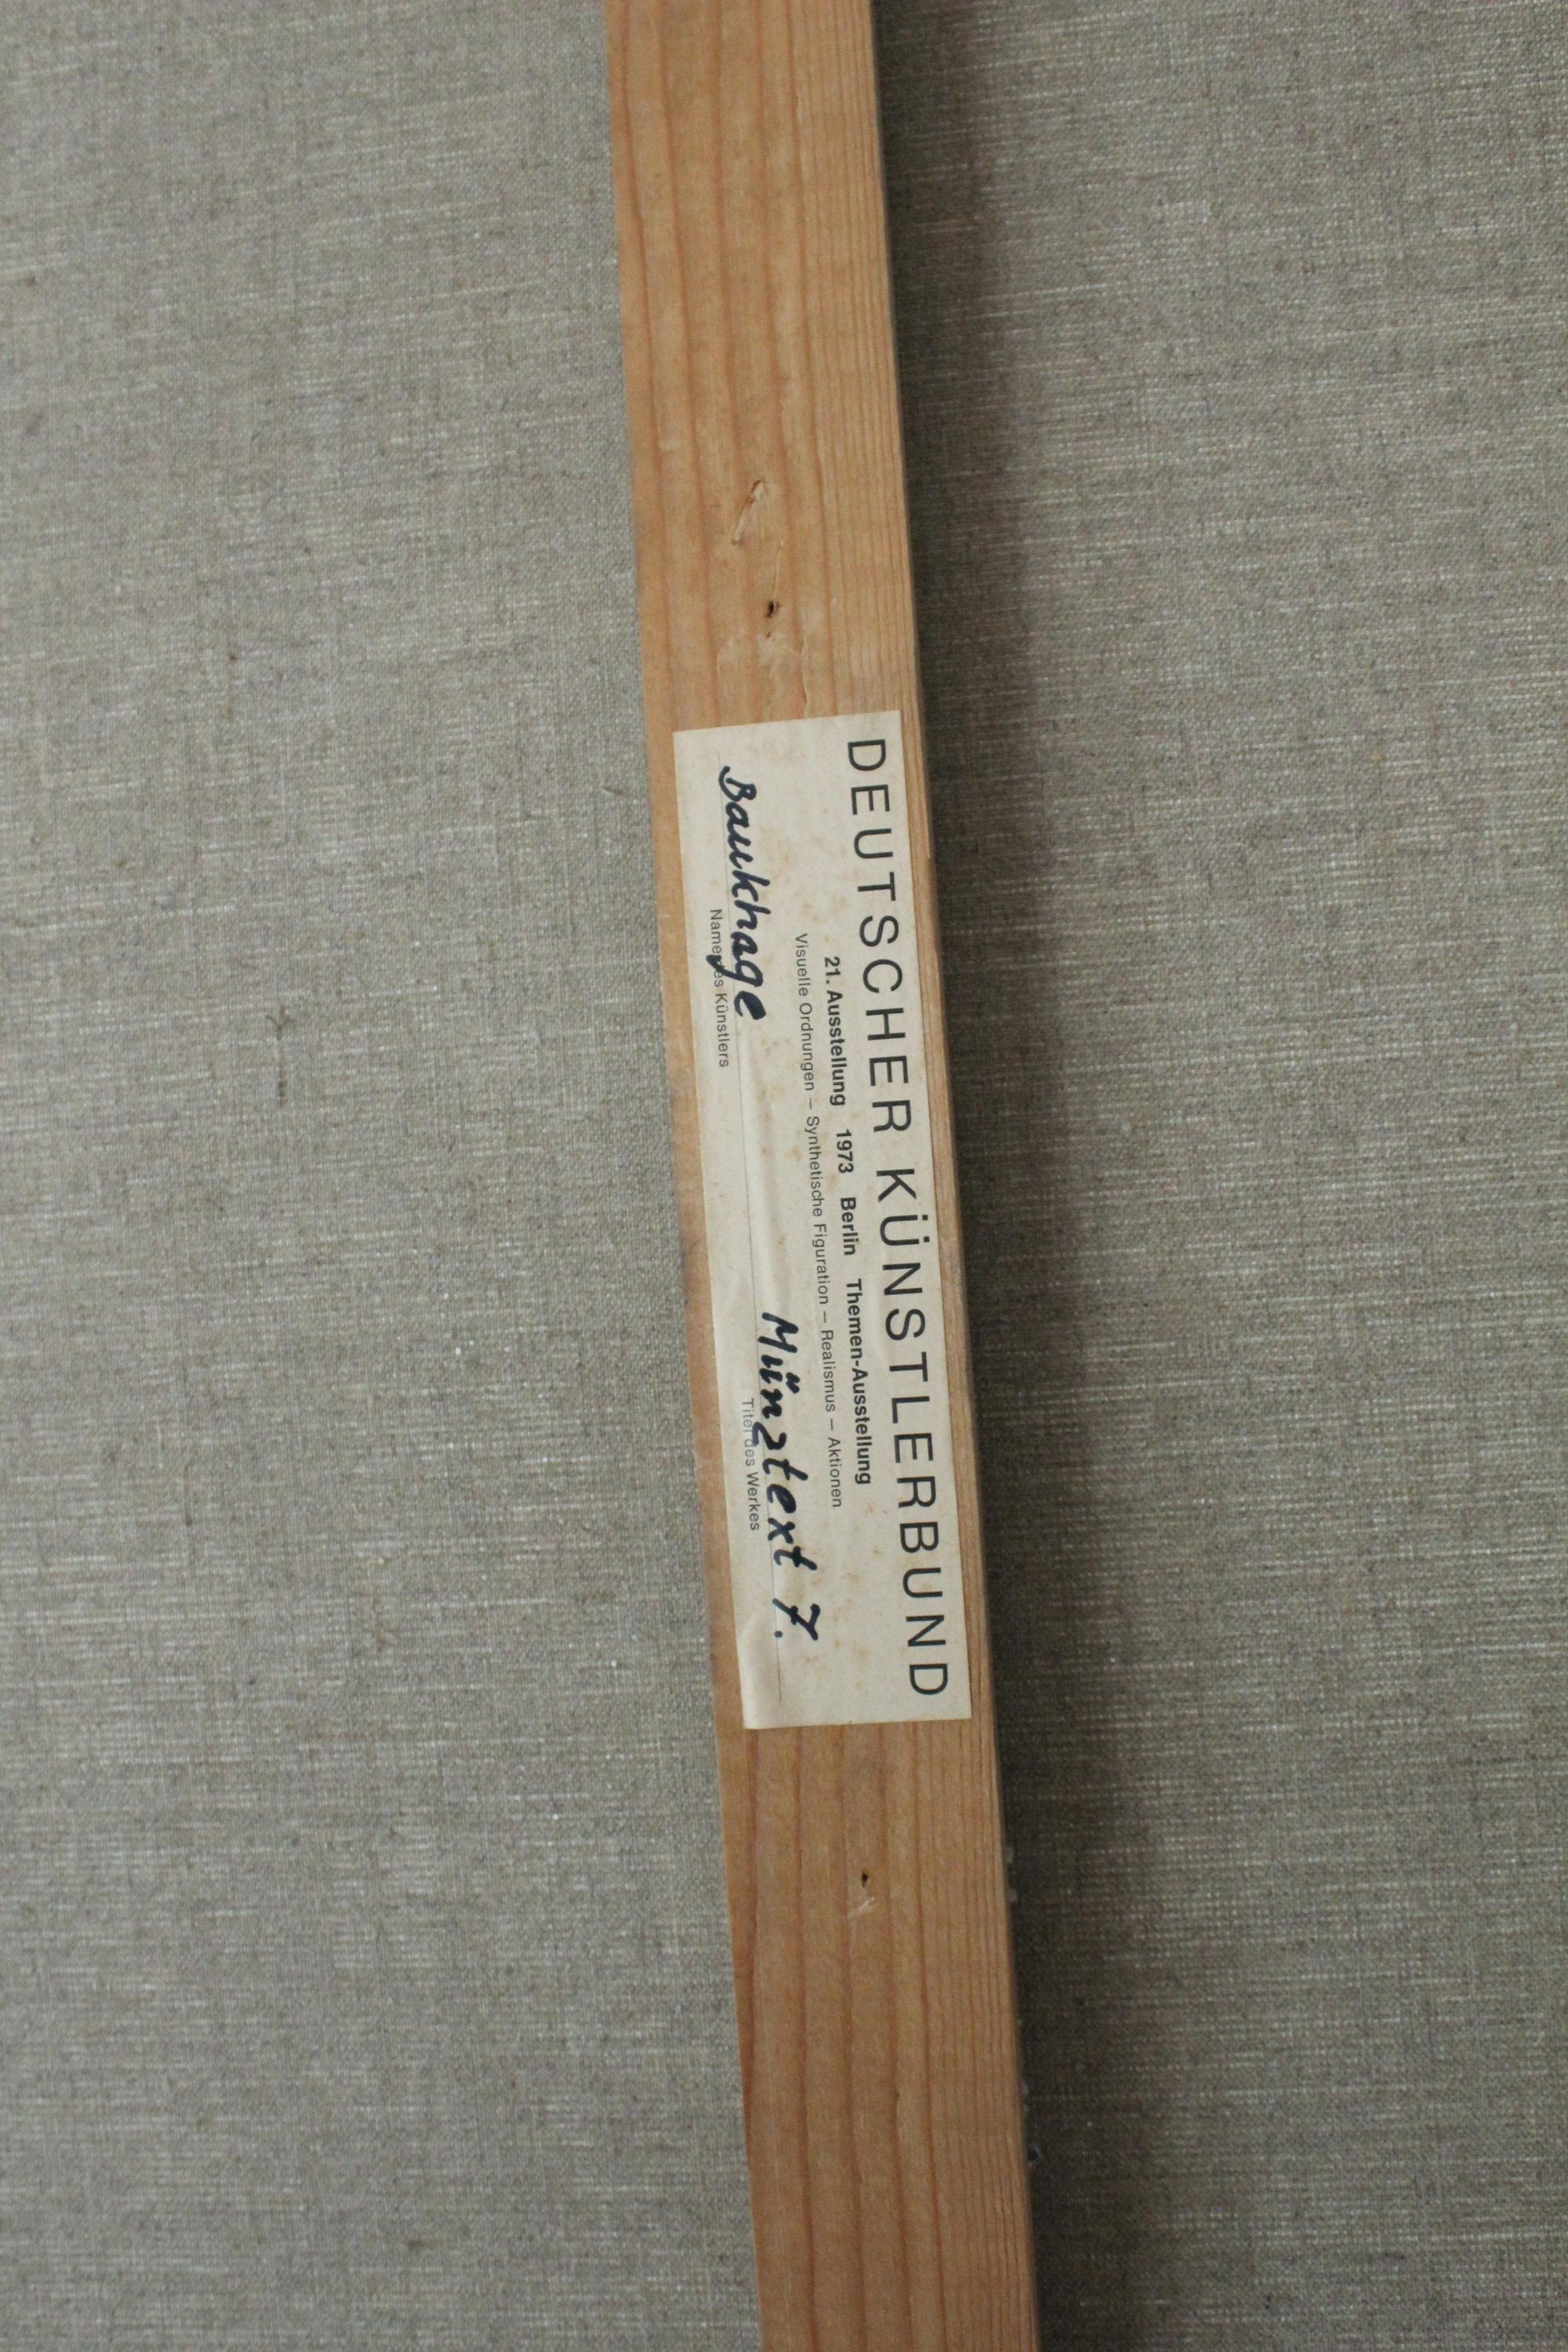 DEUTSCHER KÜNSTLERBUND
21. Ausstellung 1973 Berlin Themen-Ausstellung
Visuelle Ordnungen – Synthetische Figuration – Realismus – Aktionen
Baukhage Münztext 7.
Name des Künstlers Titel des Werkes